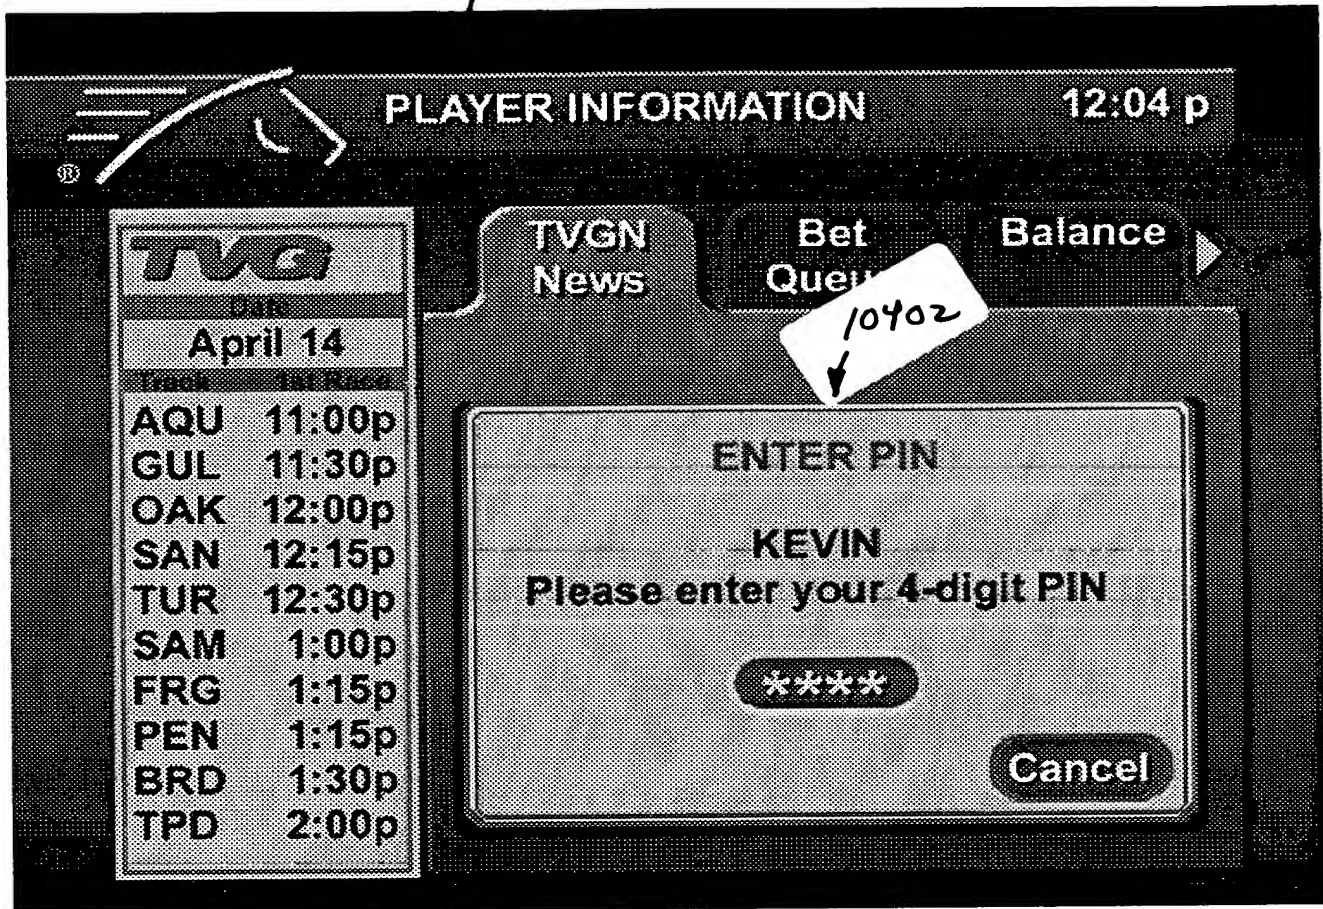 PLAYER INFORMATION 12:04 p
®
TVG
Date
April 14
Track 1st Race
AQU 11:00p
GUL 11:30p
OAK 12:00p
SAN 12:15p
TUR 12:30p
SAM 1:00p
FRG 1:15p
PEN 1:15p
BRD 1:30p
TPD 2:00p
TVGN
News
Bet
Queu
Balance
10402
ENTER PIN
KEVIN
Please enter your 4-digit PIN
****
Cancel